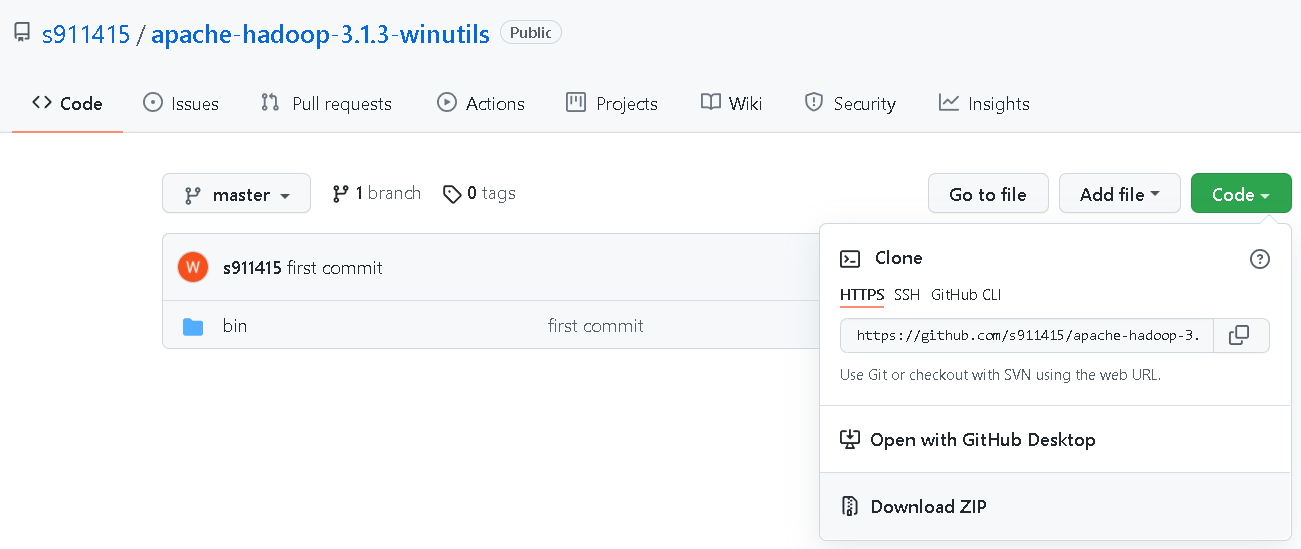 s911415 / apache-hadoop-3.1.3-winutils Public
Code Issues Pull requests Actions Projects Wiki Security Insights
master 1 branch 0 tags Go to file Add file Code
W s911415 first commit
bin first commit
Clone
HTTPS SSH GitHub CLI
https://github.com/s911415/apache-hadoop-3.
Use Git or checkout with SVN using the web URL.
Open with GitHub Desktop
Download ZIP